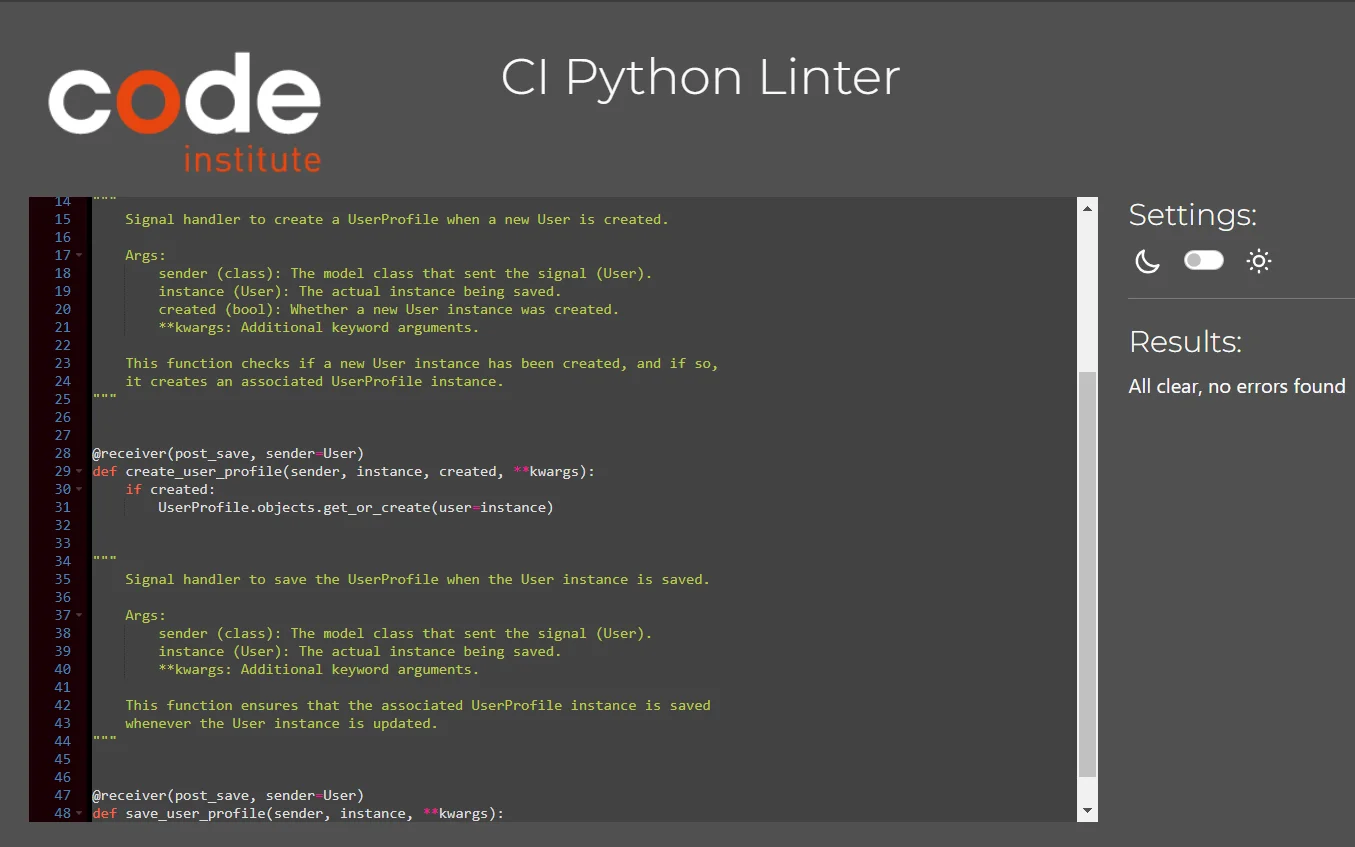 code
institute
CI Python Linter
14 """
15 Signal handler to create a UserProfile when a new User is created.
16
17 Args:
18 sender (class): The model class that sent the signal (User).
19 instance (User): The actual instance being saved.
20 created (bool): Whether a new User instance was created.
21 **kwargs: Additional keyword arguments.
22
23 This function checks if a new User instance has been created, and if so,
24 it creates an associated UserProfile instance.
25 """
26
27
28 @receiver(post_save, sender=User)
29 def create_user_profile(sender, instance, created, **kwargs):
30 if created:
31 UserProfile.objects.get_or_create(user=instance)
32
33
34 """
35 Signal handler to save the UserProfile when the User instance is saved.
36
37 Args:
38 sender (class): The model class that sent the signal (User).
39 instance (User): The actual instance being saved.
40 **kwargs: Additional keyword arguments.
41
42 This function ensures that the associated UserProfile instance is saved
43 whenever the User instance is updated.
44 """
45
46
47 @receiver(post_save, sender=User)
48 def save_user_profile(sender, instance, **kwargs):
Settings:
Results:
All clear, no errors found